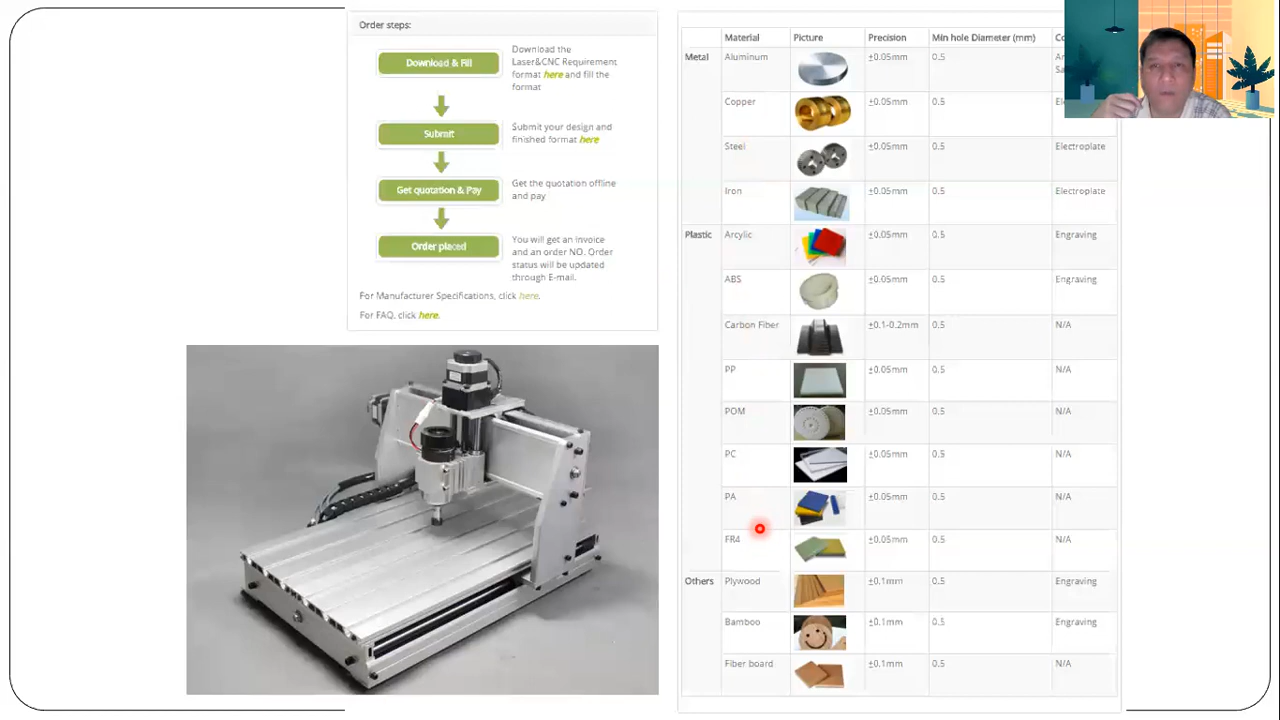 Order steps:
Download & Fill
Download the
Laser&CNC Requirement
format here and fill the
format
Submit
Submit your design and
finished format here
Get quotation & Pay
Get the quotation offline
and pay
Order placed
You will get an invoice
and an order NO. Order
status will be updated
through E-mail.
For Manufacturer Specifications, click here.
For FAQ, click here.
Material Picture Precision Min hole Diameter (mm)
Metal Aluminum ±0.05mm 0.5
Copper ±0.05mm 0.5
Steel ±0.05mm 0.5 Electroplate
Iron ±0.05mm 0.5 Electroplate
Plastic Arcylic ±0.05mm 0.5 Engraving
ABS ±0.05mm 0.5 Engraving
Carbon Fiber ±0.1-0.2mm 0.5 N/A
PP ±0.05mm 0.5 N/A
POM ±0.05mm 0.5 N/A
PC ±0.05mm 0.5 N/A
PA ±0.05mm 0.5 N/A
FR4 ±0.05mm 0.5 N/A
Others Plywood ±0.1mm 0.5 Engraving
Bamboo ±0.1mm 0.5 Engraving
Fiber board ±0.1mm 0.5 N/A